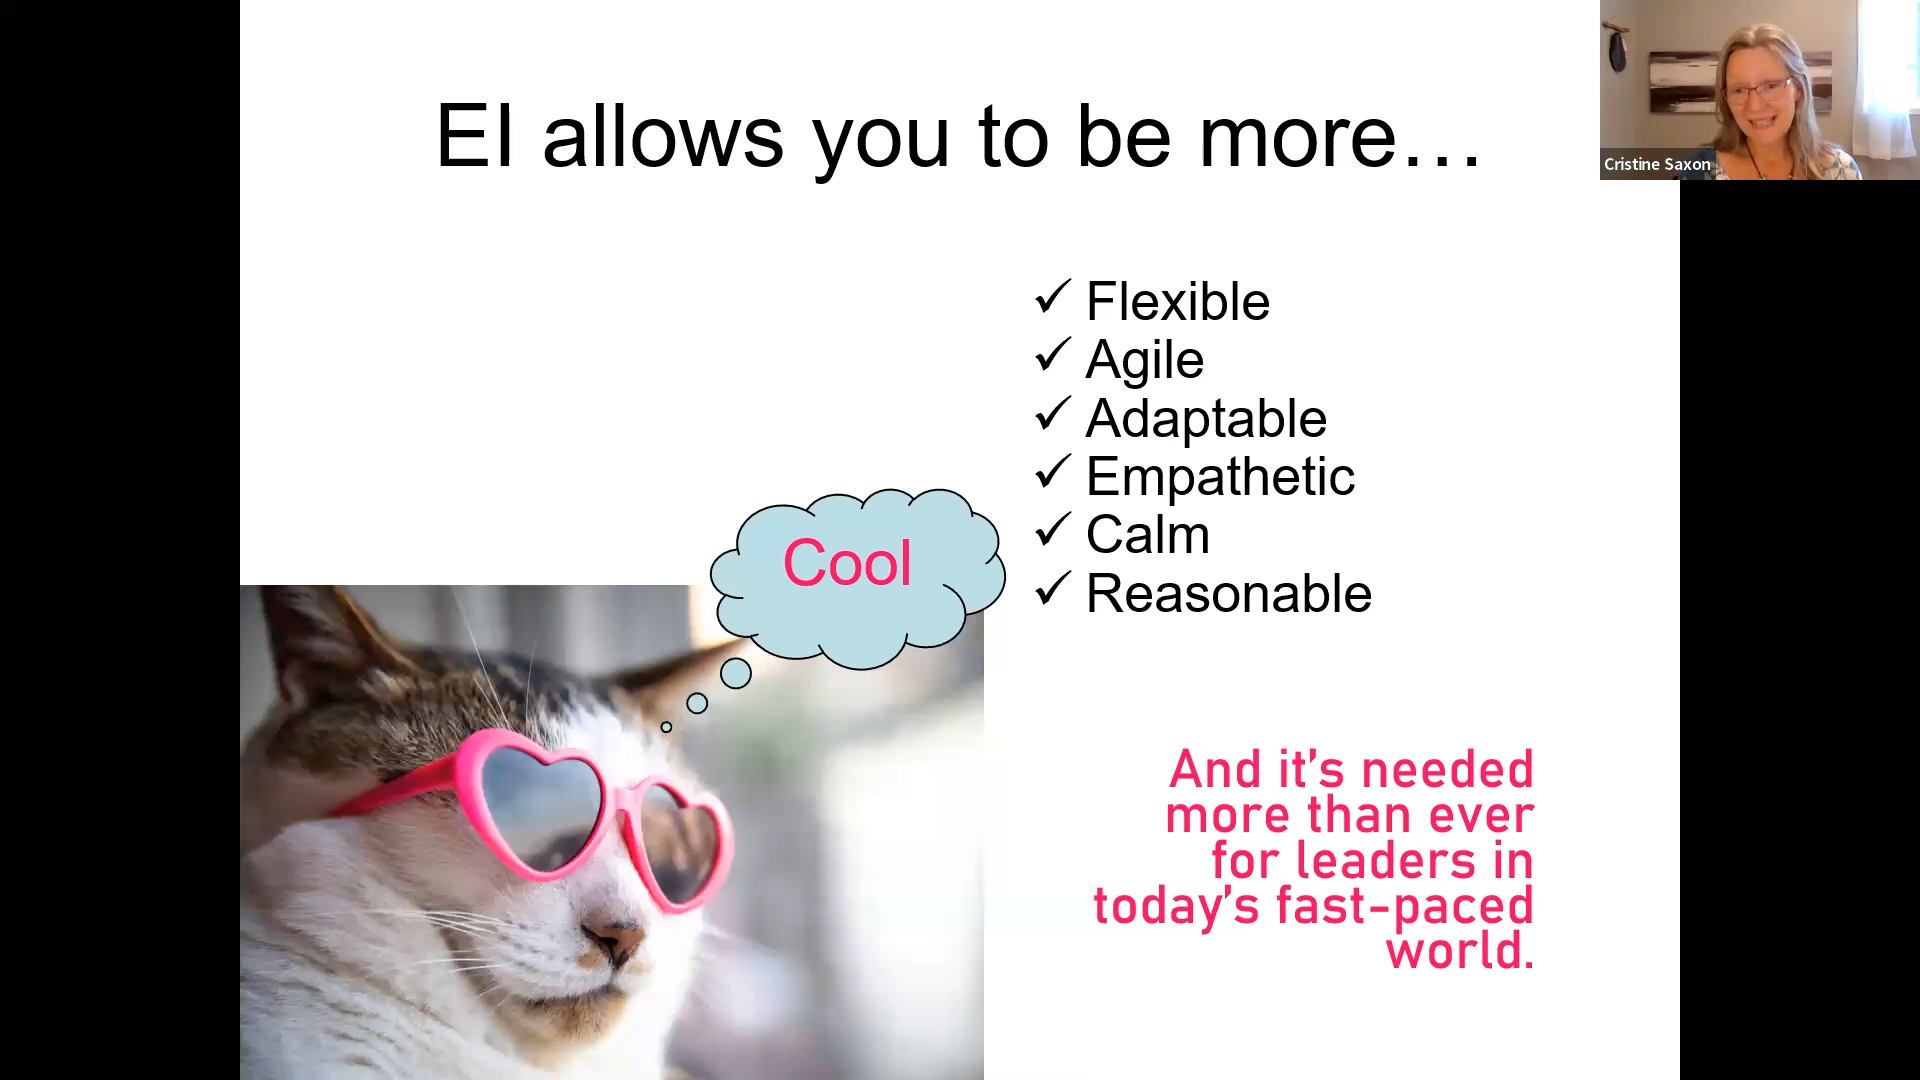 EI allows you to be more…
Cristine Saxon
✓ Flexible
✓ Agile
✓ Adaptable
✓ Empathetic
✓ Calm
✓ Reasonable
Cool
And it’s needed
more than ever
for leaders in
today’s fast-paced
world.